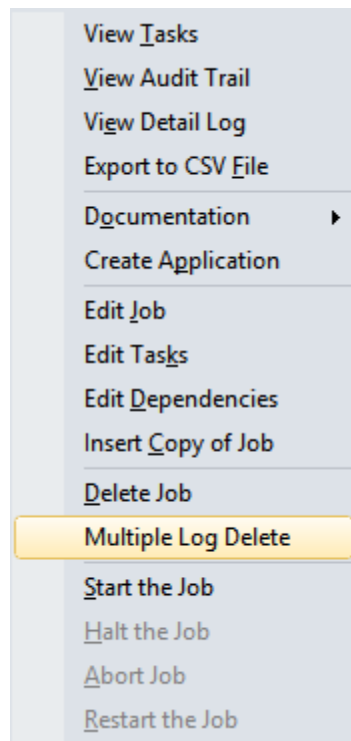 View Tasks
View Audit Trail
View Detail Log
Export to CSV File
Documentation
Create Application
Edit Job
Edit Tasks
Edit Dependencies
Insert Copy of Job
Delete Job
Multiple Log Delete
Start the Job
Halt the Job
Abort Job
Restart the Job